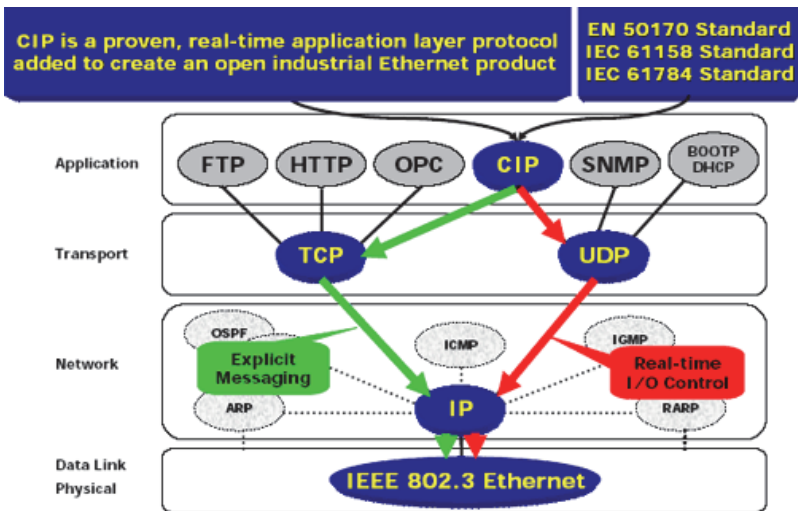 CIP is a proven, real-time application layer protocol
added to create an open industrial Ethernet product
EN 50170 Standard
IEC 61158 Standard
IEC 61784 Standard
Application
FTP
HTTP
OPC
CIP
SNMP
BOOTP
DHCP
Transport
TCP
UDP
Network
OSPF
ICMP
IGMP
Explicit
Messaging
Real-time
I/O Control
ARP
IP
RARP
Data Link
Physical
IEEE 802.3 Ethernet